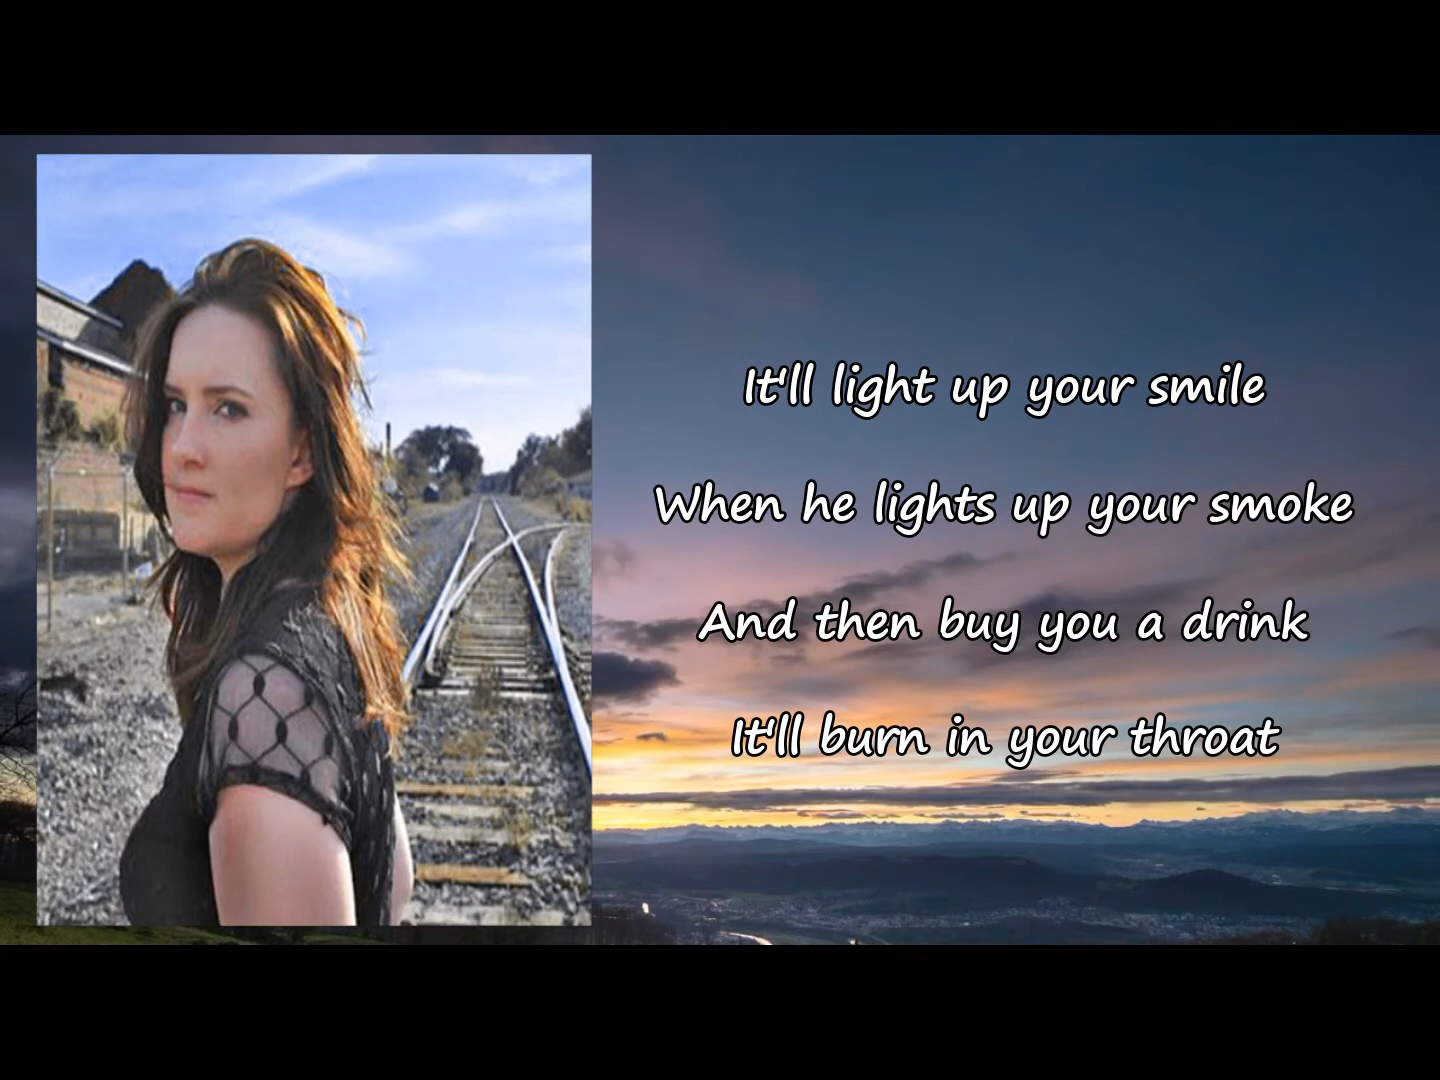 It'll light up your smile
When he lights up your smoke
And then buy you a drink
It'll burn in your throat